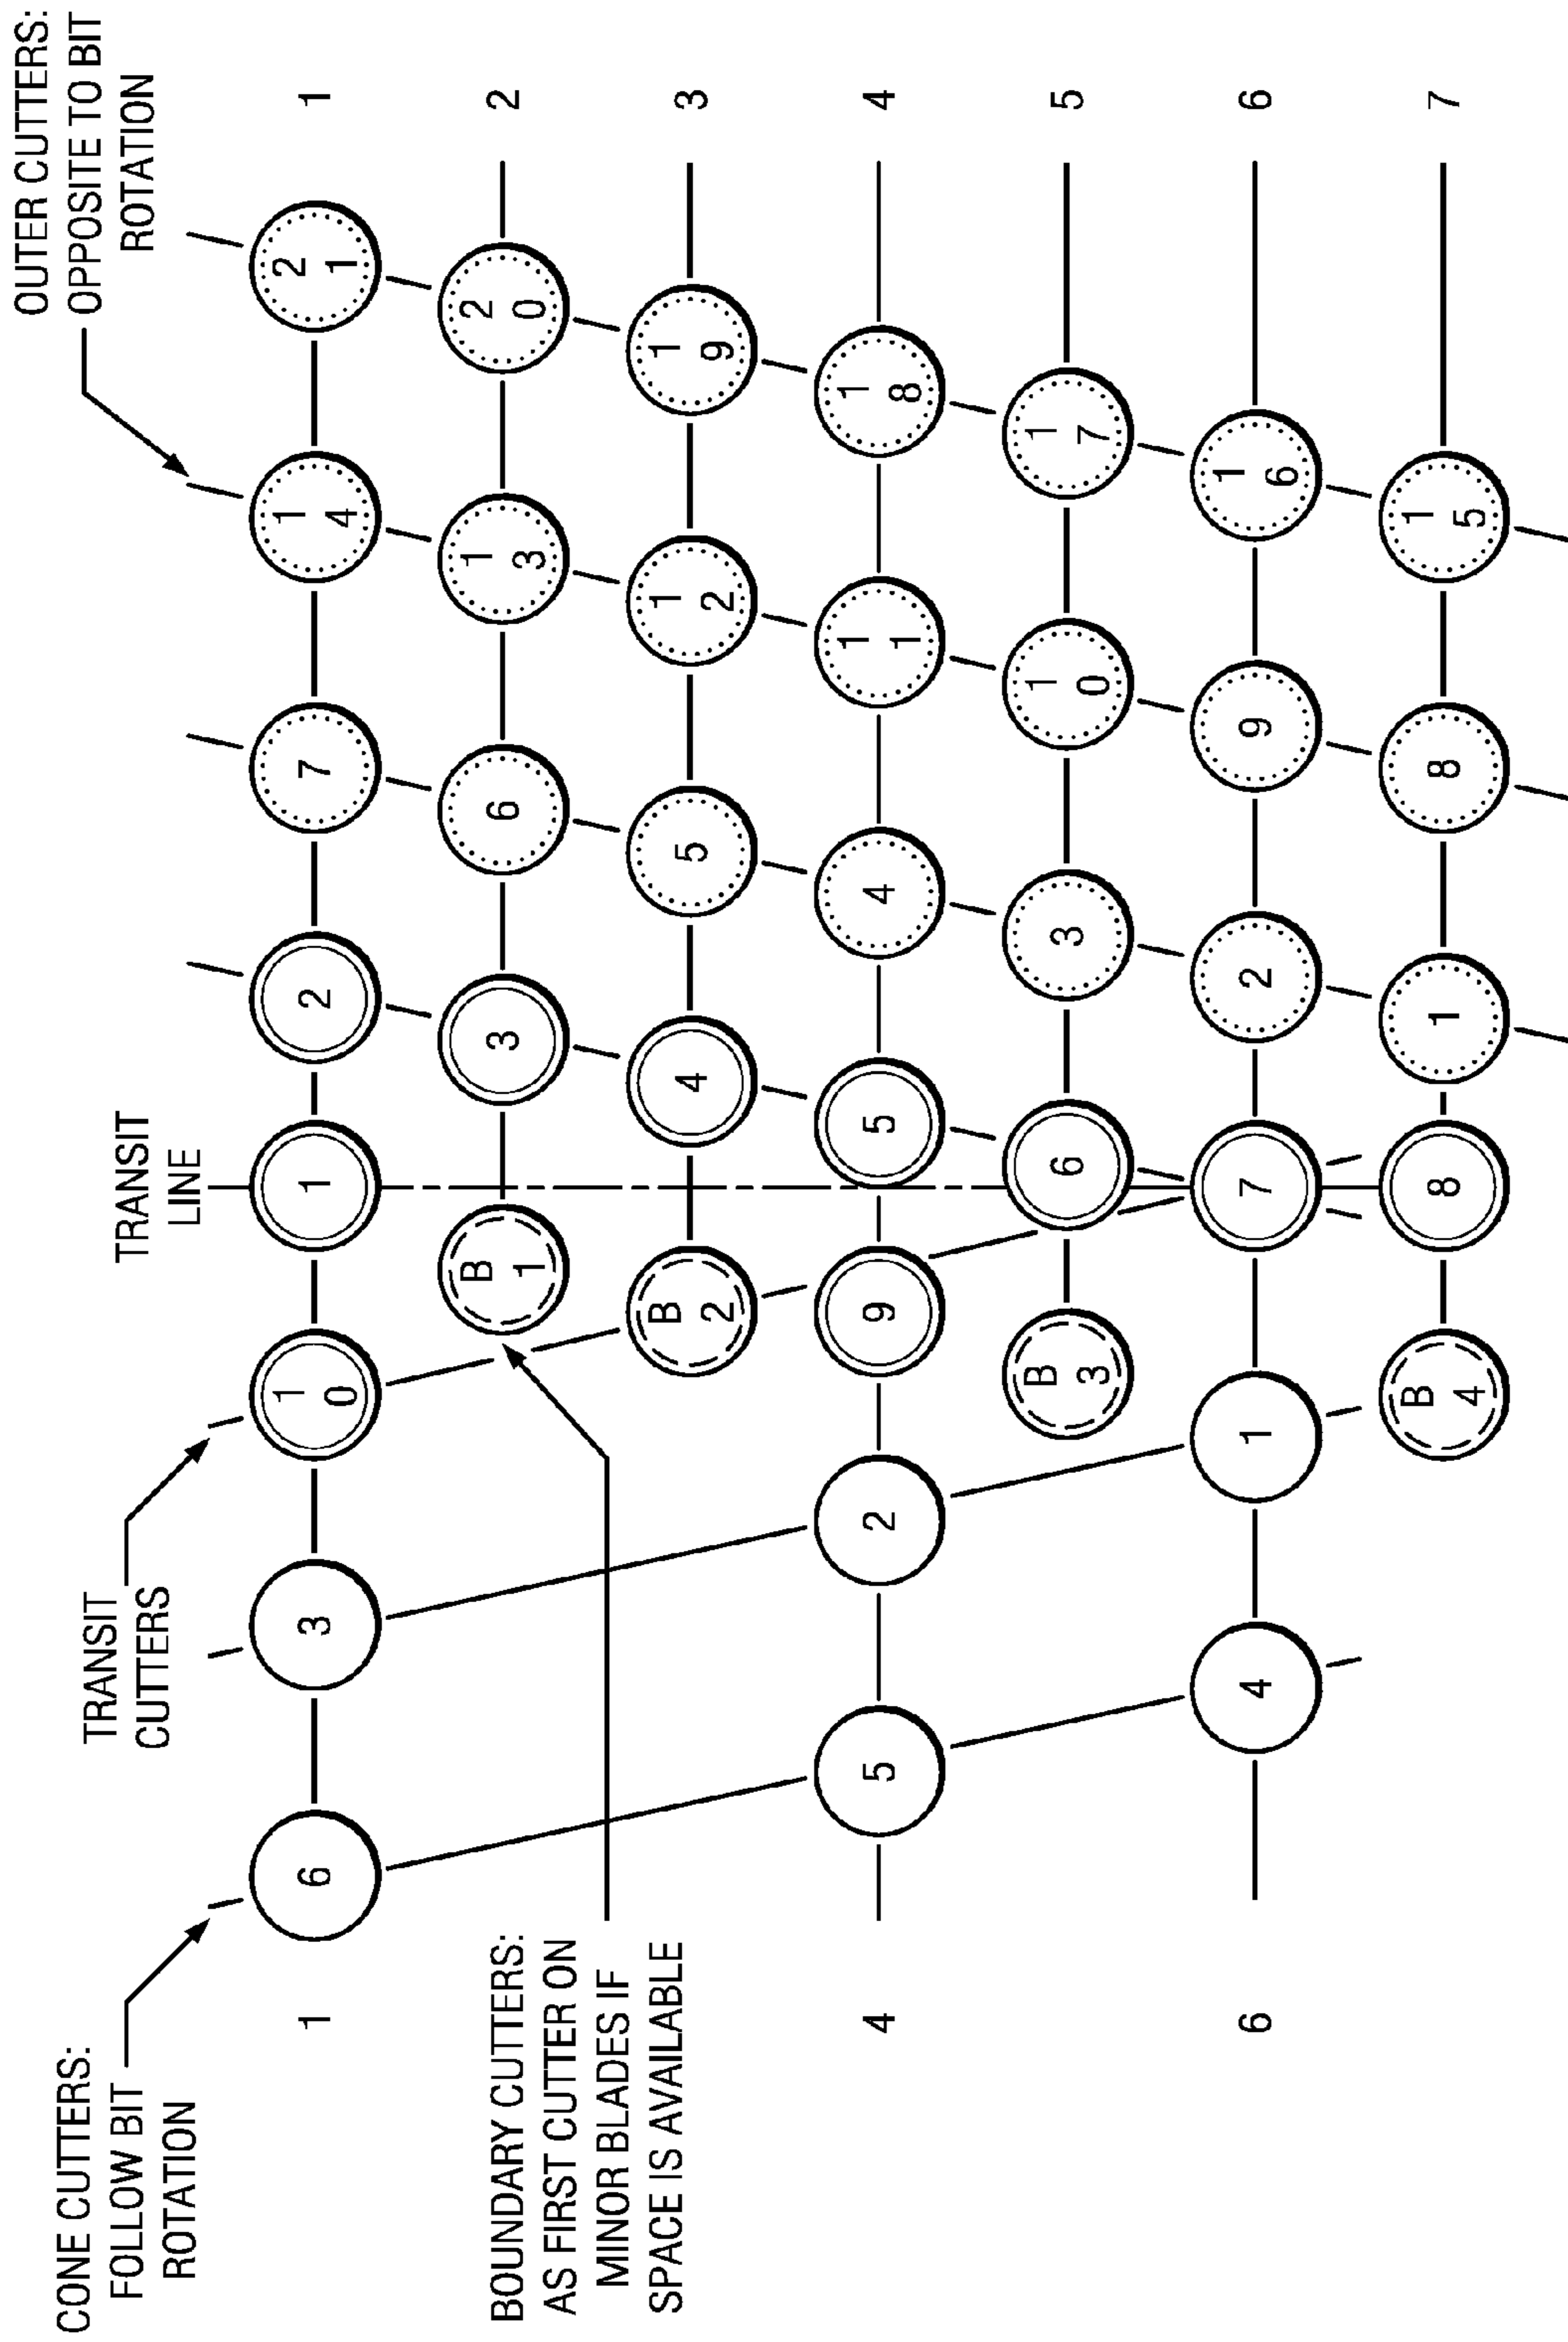 CONE CUTTERS:
FOLLOW BIT
ROTATION
TRANSIT
CUTTERS
TRANSIT
LINE
OUTER CUTTERS:
OPPOSITE TO BIT
ROTATION
1 6 3 10 1 2 7 14 21 1
B1 3 6 13 20 2
BOUNDARY CUTTERS:
AS FIRST CUTTER ON
MINOR BLADES IF
SPACE IS AVAILABLE
B2 4 5 12 19 3
4 5 2 9 5 4 11 18 4
B3 6 3 10 17 5
6 4 1 7 2 9 16 6
B4 8 1 8 15 7